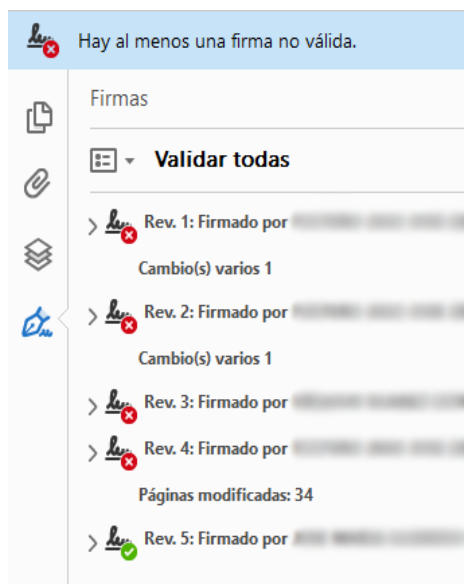 Hay al menos una firma no válida.
Firmas
Validar todas
Rev. 1: Firmado por
Cambio(s) varios 1
Rev. 2: Firmado por
Cambio(s) varios 1
Rev. 3: Firmado por
Rev. 4: Firmado por
Páginas modificadas: 34
Rev. 5: Firmado por